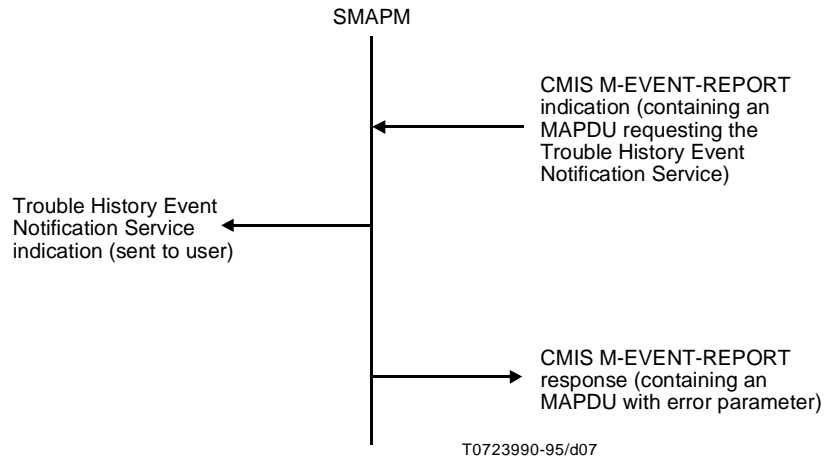 SMAPM
CMIS M-EVENT-REPORT
indication (containing an
MAPDU requesting the
Trouble History Event
Notification Service)
Trouble History Event
Notification Service
indication (sent to user)
CMIS M-EVENT-REPORT
response (containing an
MAPDU with error parameter)
T0723990-95/d07